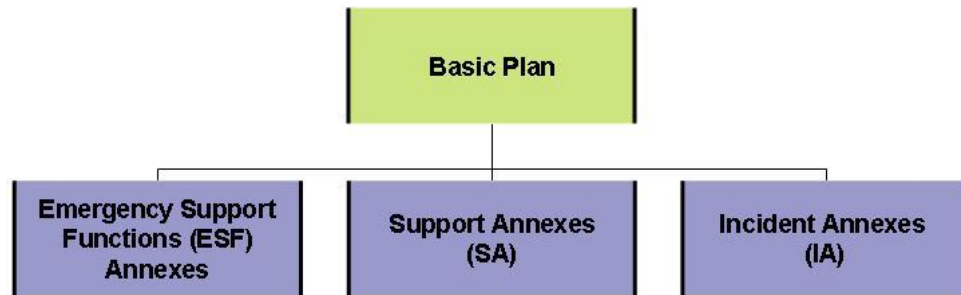 Basic Plan
Emergency Support
Functions (ESF)
Annexes
Support Annexes
(SA)
Incident Annexes
(IA)